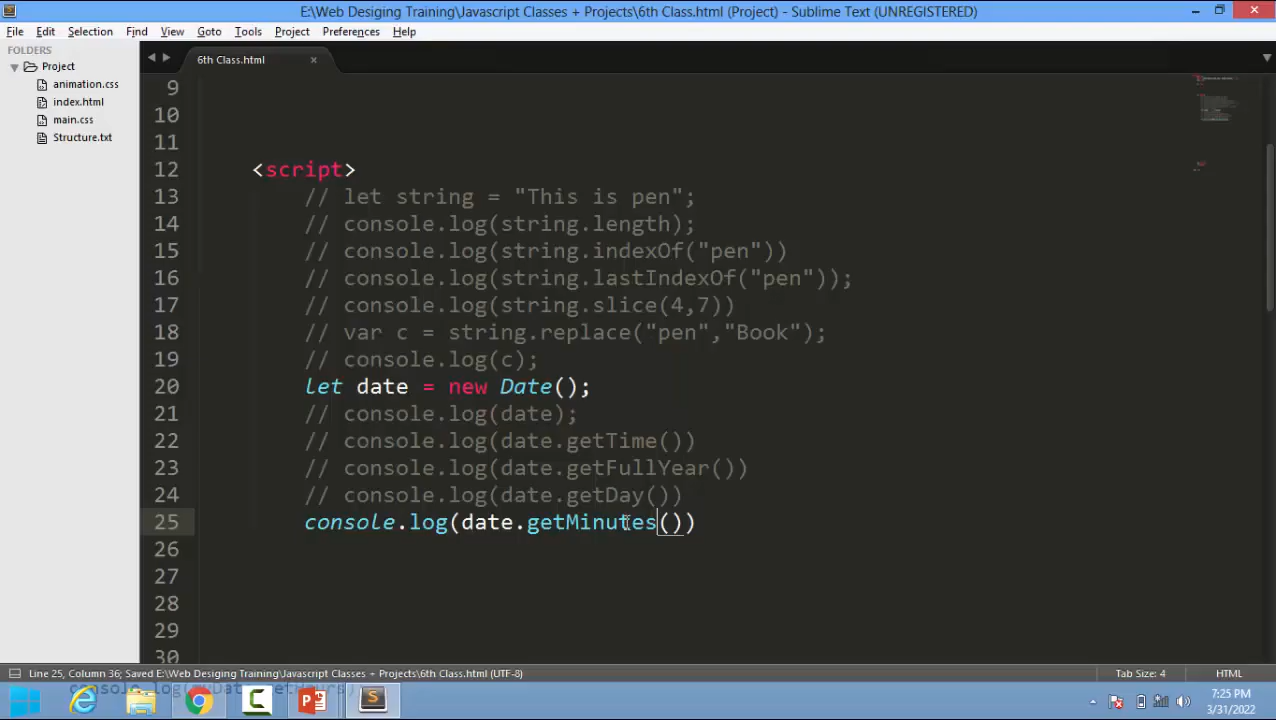 E:\Web Desiging Training\Javascript Classes + Projects\6th Class.html (Project) - Sublime Text (UNREGISTERED)
File Edit Selection Find View Goto Tools Project Preferences Help
FOLDERS
Project
animation.css
index.html
main.css
Structure.txt
6th Class.html
9
10
11
12 <script>
13 // let string = "This is pen";
14 // console.log(string.length);
15 // console.log(string.indexOf("pen"))
16 // console.log(string.lastIndexOf("pen"));
17 // console.log(string.slice(4,7))
18 // var c = string.replace("pen","Book");
19 // console.log(c);
20 let date = new Date();
21 // console.log(date);
22 // console.log(date.getTime())
23 // console.log(date.getFullYear())
24 // console.log(date.getDay())
25 console.log(date.getMinutes())
26
27
28
29
30
Line 25, Column 36; Saved E:\Web Desiging Training\Javascript Classes + Projects\6th Class.html (UTF-8)
Tab Size: 4
HTML
7:25 PM
3/31/2022